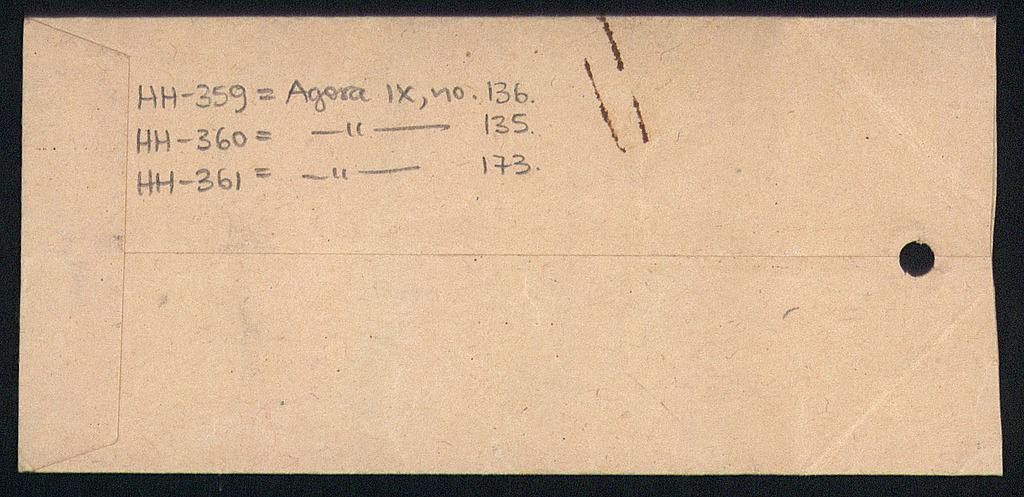 HH-359 = Agora IX, no. 136.
HH-360 = —"— 135.
HH-361 = —"— 173.